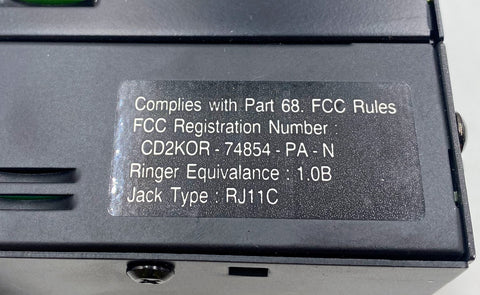 Complies with Part 68. FCC Rules
FCC Registration Number :
CD2KOR - 74854 - PA - N
Ringer Equivalance : 1.0B
Jack Type : RJ11C